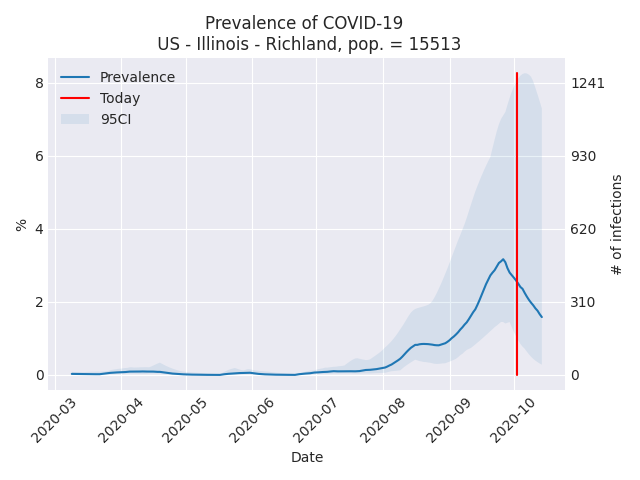 Prevalence of COVID-19
US - Illinois - Richland, pop. = 15513
Prevalence
Today
95CI
8
6
4
2
0
%
1241
930
620
310
0
# of infections
2020-03
2020-04
2020-05
2020-06
2020-07
2020-08
2020-09
2020-10
Date